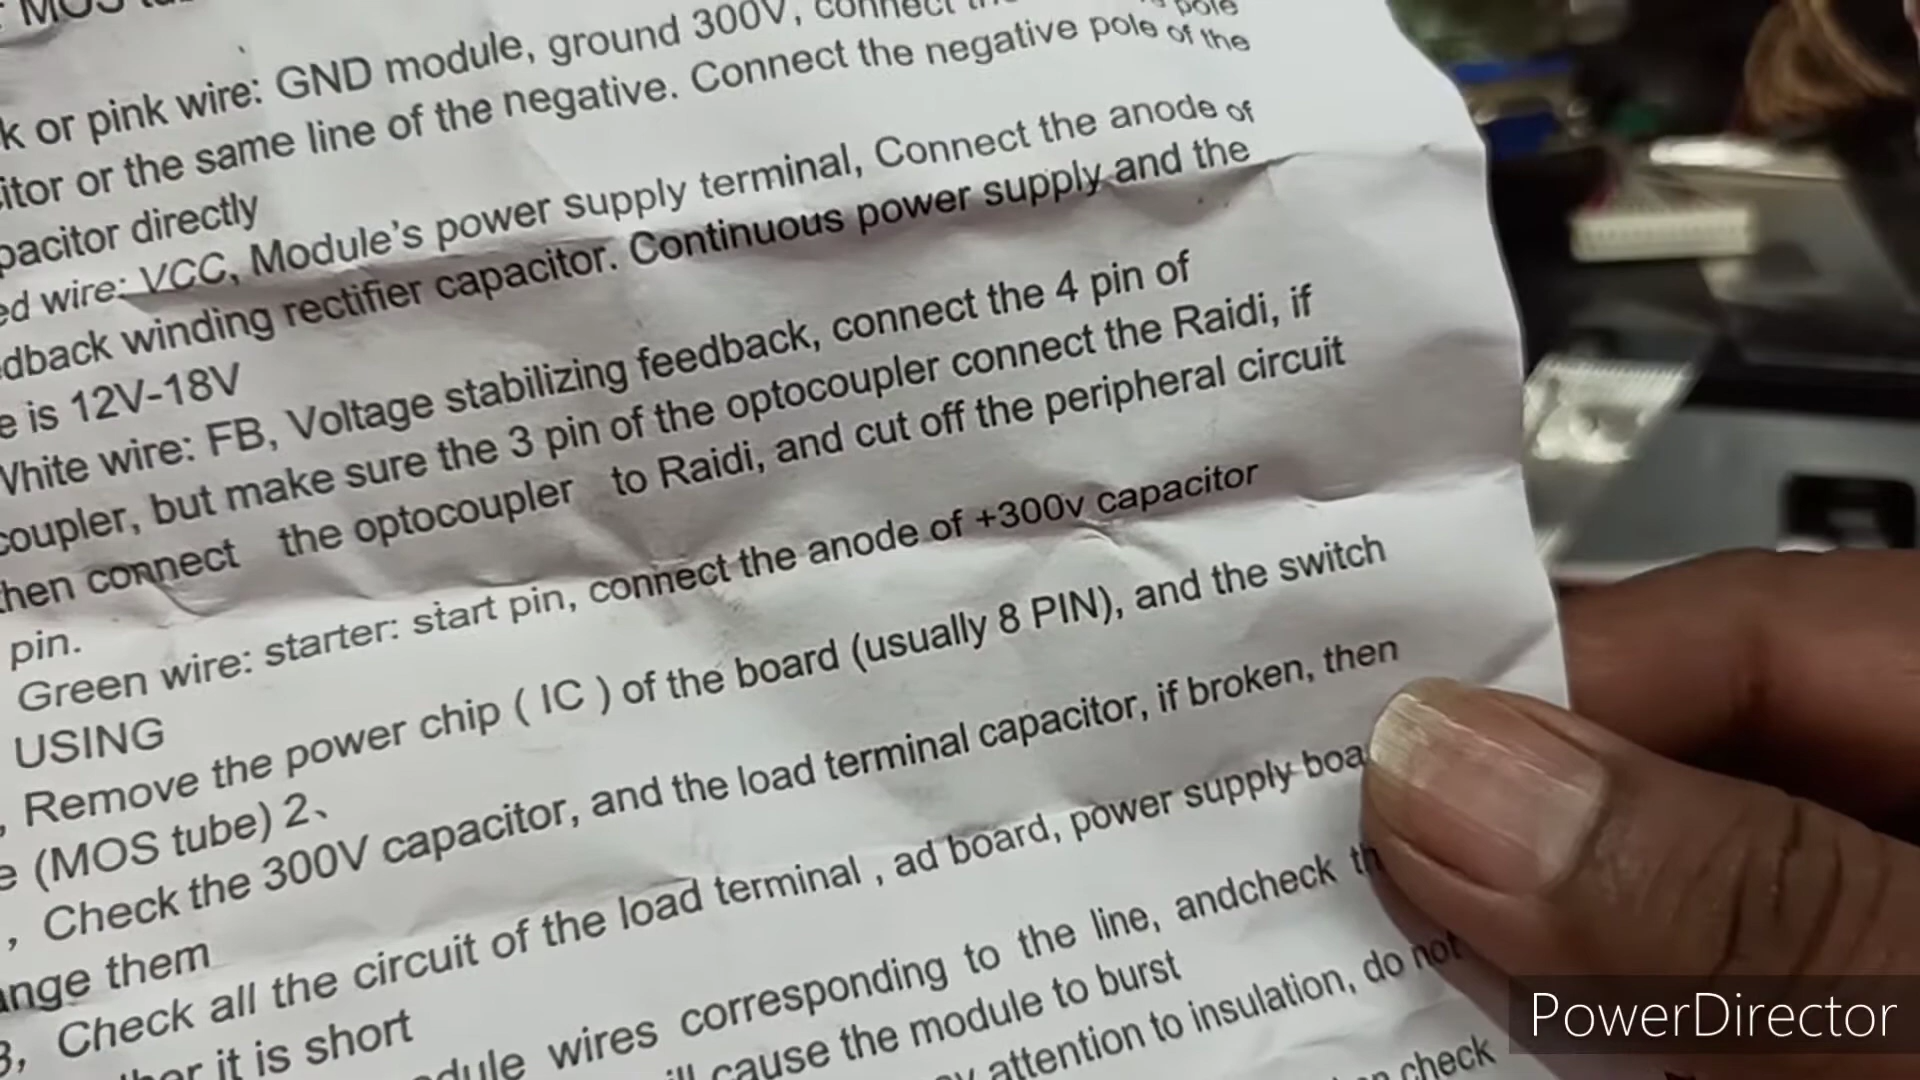 MOS
k or pink wire: GND module, ground 300V, connect
itor or the same line of the negative. Connect the negative pole of the
pacitor directly
ed wire: VCC, Module's power supply terminal, Connect the anode of
edback winding rectifier capacitor. Continuous power supply and the
e is 12V-18V
White wire: FB, Voltage stabilizing feedback, connect the 4 pin of
coupler, but make sure the 3 pin of the optocoupler connect the Raidi, if
then connect the optocoupler to Raidi, and cut off the peripheral circuit
pin.
Green wire: starter: start pin, connect the anode of +300v capacitor
USING
, Remove the power chip ( IC ) of the board (usually 8 PIN), and the switch
e (MOS tube) 2、
, Check the 300V capacitor, and the load terminal capacitor, if broken, then
ange them
3, Check all the circuit of the load terminal , ad board, power supply boa
it is short
dule wires corresponding to the line, andcheck th
ll cause the module to burst
attention to insulation, do not
check
PowerDirector